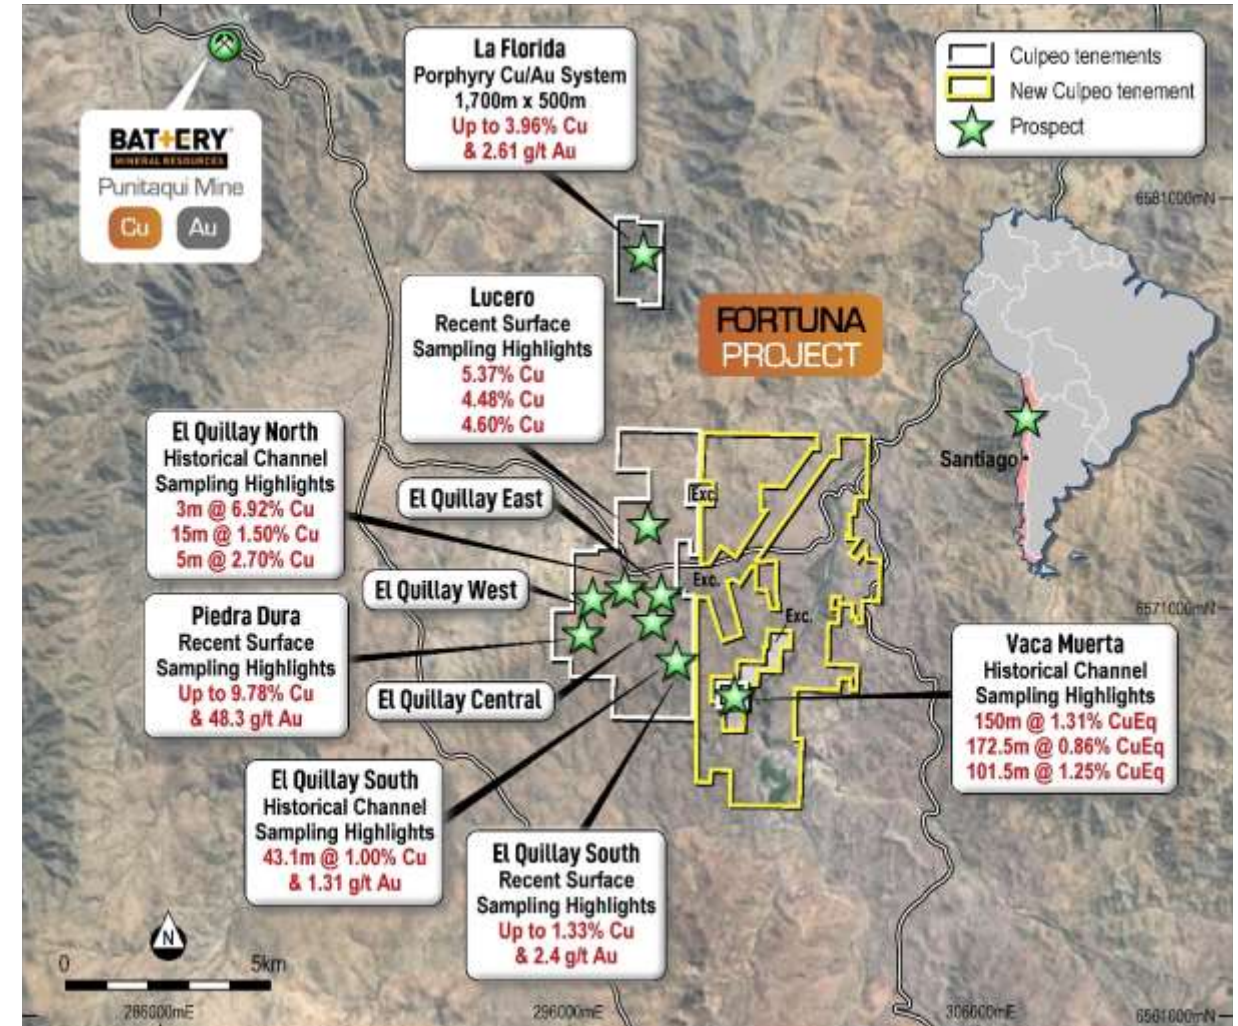 La Florida
Porphyry Cu/Au System
1,700m x 500m
Up to 3.96% Cu
& 2.61 g/t Au
Culpeo tenements
New Culpeo tenement
Prospect
BATTERY
MINERAL RESOURCES
Punitaqui Mine
Cu Au
6581000mN
Lucero
Recent Surface
Sampling Highlights
5.37% Cu
4.48% Cu
4.60% Cu
FORTUNA
PROJECT
Santiago
El Quillay North
Historical Channel
Sampling Highlights
3m @ 6.92% Cu
15m @ 1.50% Cu
5m @ 2.70% Cu
El Quillay East
Exc.
Exc.
Exc.
El Quillay West
6571000mN
Piedra Dura
Recent Surface
Sampling Highlights
Up to 9.78% Cu
& 48.3 g/t Au
El Quillay Central
Vaca Muerta
Historical Channel
Sampling Highlights
150m @ 1.31% CuEq
172.5m @ 0.86% CuEq
101.5m @ 1.25% CuEq
El Quillay South
Historical Channel
Sampling Highlights
43.1m @ 1.00% Cu
& 1.31 g/t Au
El Quillay South
Recent Surface
Sampling Highlights
Up to 1.33% Cu
& 2.4 g/t Au
N
0 5km
286000mE
296000mE
306000mE
6561000mN